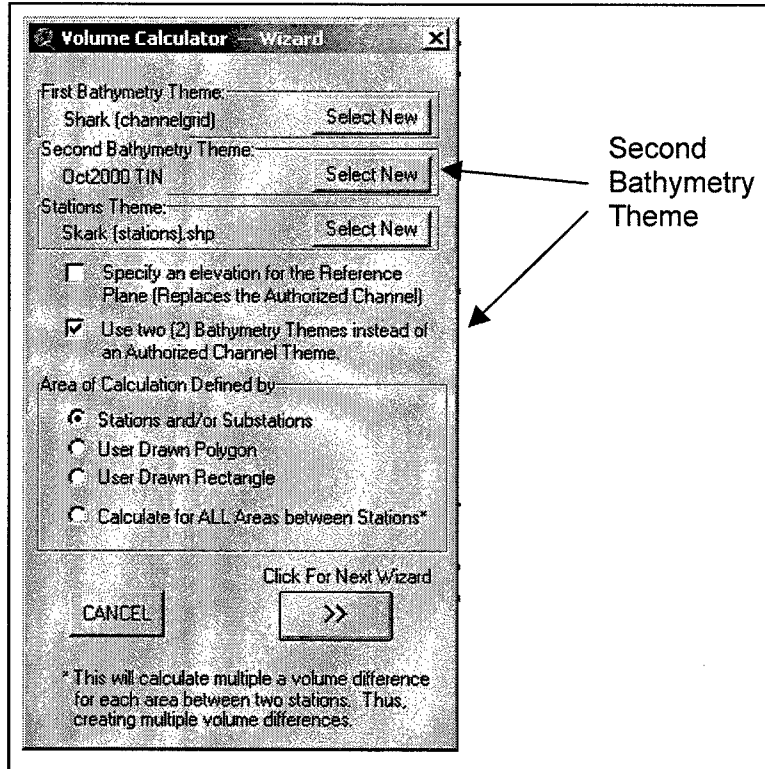 Volume Calculator -- Wizard
First Bathymetry Theme:
Shark (channelgrid)
Select New
Second Bathymetry Theme:
Oct2000 TIN
Select New
Stations Theme:
Skark (stations).shp
Select New
Specify an elevation for the Reference
Plane (Replaces the Authorized Channel)
Use two (2) Bathymetry Themes instead of
an Authorized Channel Theme.
Area of Calculation Defined by
Stations and/or Substations
User Drawn Polygon
User Drawn Rectangle
Calculate for ALL Areas between Stations*
Click For Next Wizard
CANCEL
>>
* This will calculate multiple a volume difference
for each area between two stations. Thus,
creating multiple volume differences.
Second
Bathymetry
Theme